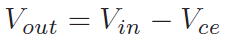 V_{out} = V_{in} − V_{ce}